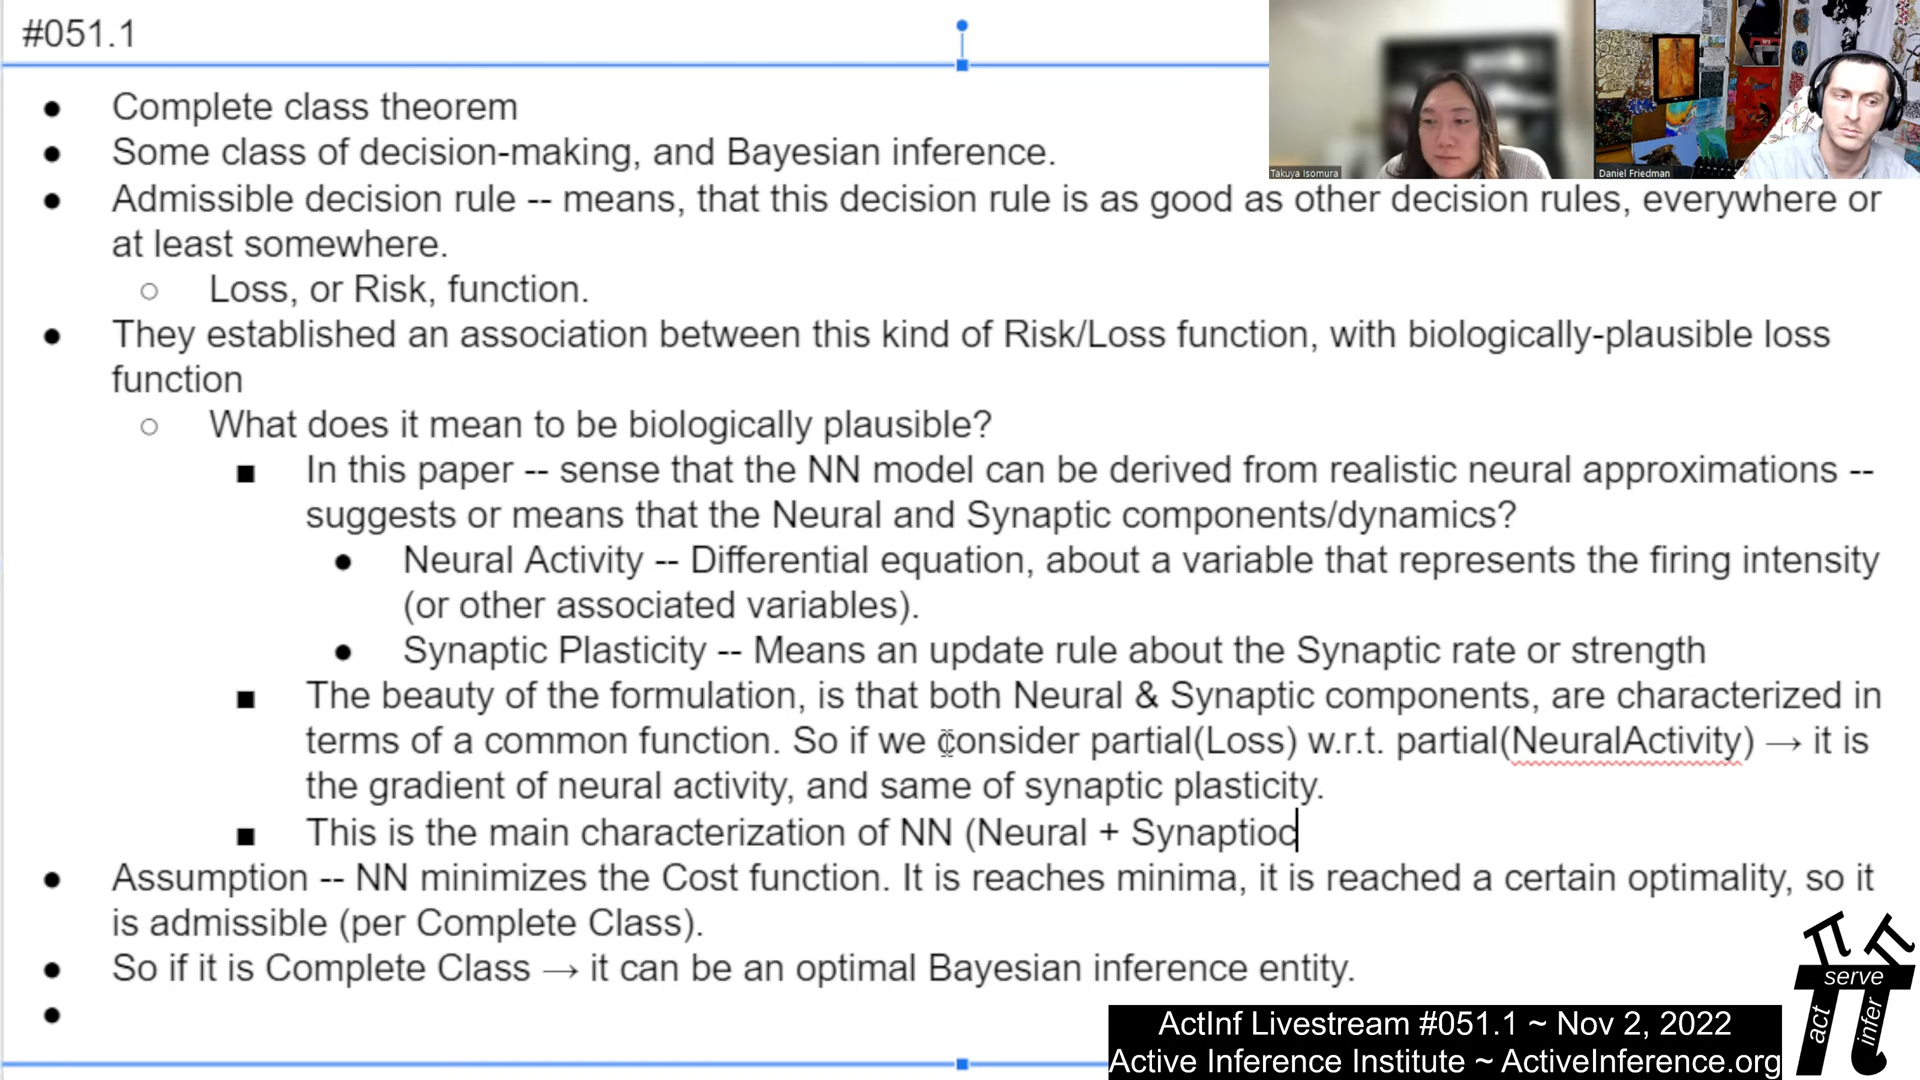 #051.1
Takuya Isomura
Daniel Friedman
● Complete class theorem
● Some class of decision-making, and Bayesian inference.
● Admissible decision rule -- means, that this decision rule is as good as other decision rules, everywhere or
at least somewhere.
○ Loss, or Risk, function.
● They established an association between this kind of Risk/Loss function, with biologically-plausible loss
function
○ What does it mean to be biologically plausible?
■ In this paper -- sense that the NN model can be derived from realistic neural approximations --
suggests or means that the Neural and Synaptic components/dynamics?
● Neural Activity -- Differential equation, about a variable that represents the firing intensity
(or other associated variables).
● Synaptic Plasticity -- Means an update rule about the Synaptic rate or strength
■ The beauty of the formulation, is that both Neural & Synaptic components, are characterized in
terms of a common function. So if we consider partial(Loss) w.r.t. partial(NeuralActivity) → it is
the gradient of neural activity, and same of synaptic plasticity.
■ This is the main characterization of NN (Neural + Synaptioc
● Assumption -- NN minimizes the Cost function. It is reaches minima, it is reached a certain optimality, so it
is admissible (per Complete Class).
● So if it is Complete Class → it can be an optimal Bayesian inference entity.
●
ActInf Livestream #051.1 ~ Nov 2, 2022
Active Inference Institute ~ ActiveInference.org
π π
serve
act
infer